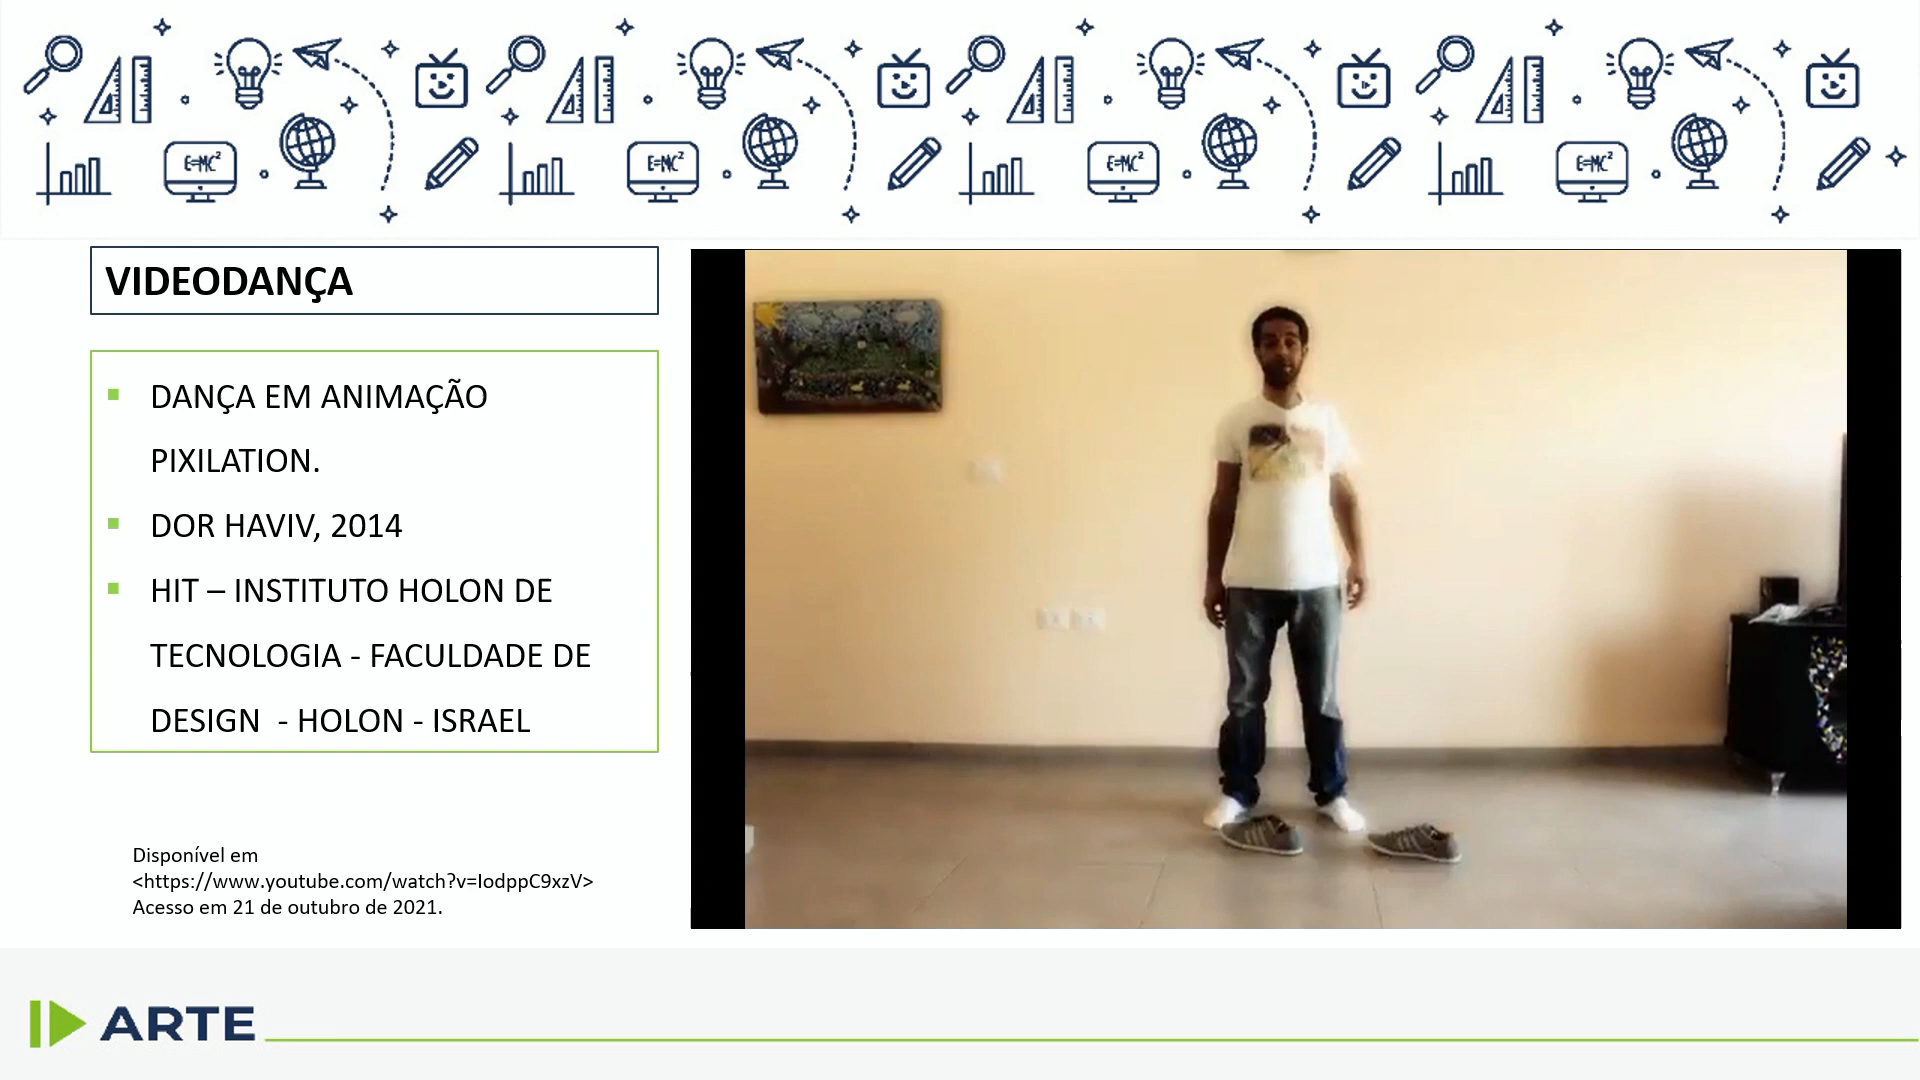 E=MC²
E=MC²
E=MC²
E=MC²
VIDEODANÇA
DANÇA EM ANIMAÇÃO
PIXILATION.
DOR HAVIV, 2014
HIT – INSTITUTO HOLON DE
TECNOLOGIA - FACULDADE DE
DESIGN - HOLON - ISRAEL
Disponível em
<https://www.youtube.com/watch?v=IodppC9xzV>
Acesso em 21 de outubro de 2021.
ARTE